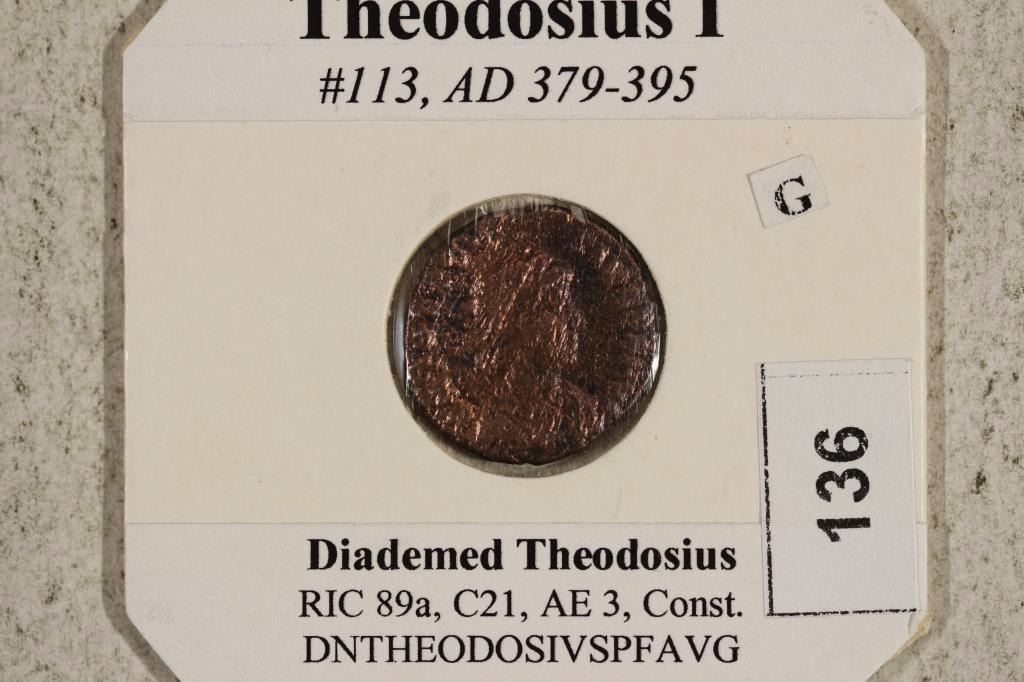 Theodosius I
#113, AD 379-395
G
136
Diademed Theodosius
RIC 89a, C21, AE 3, Const.
DNTHEODOSIVSPFAVG